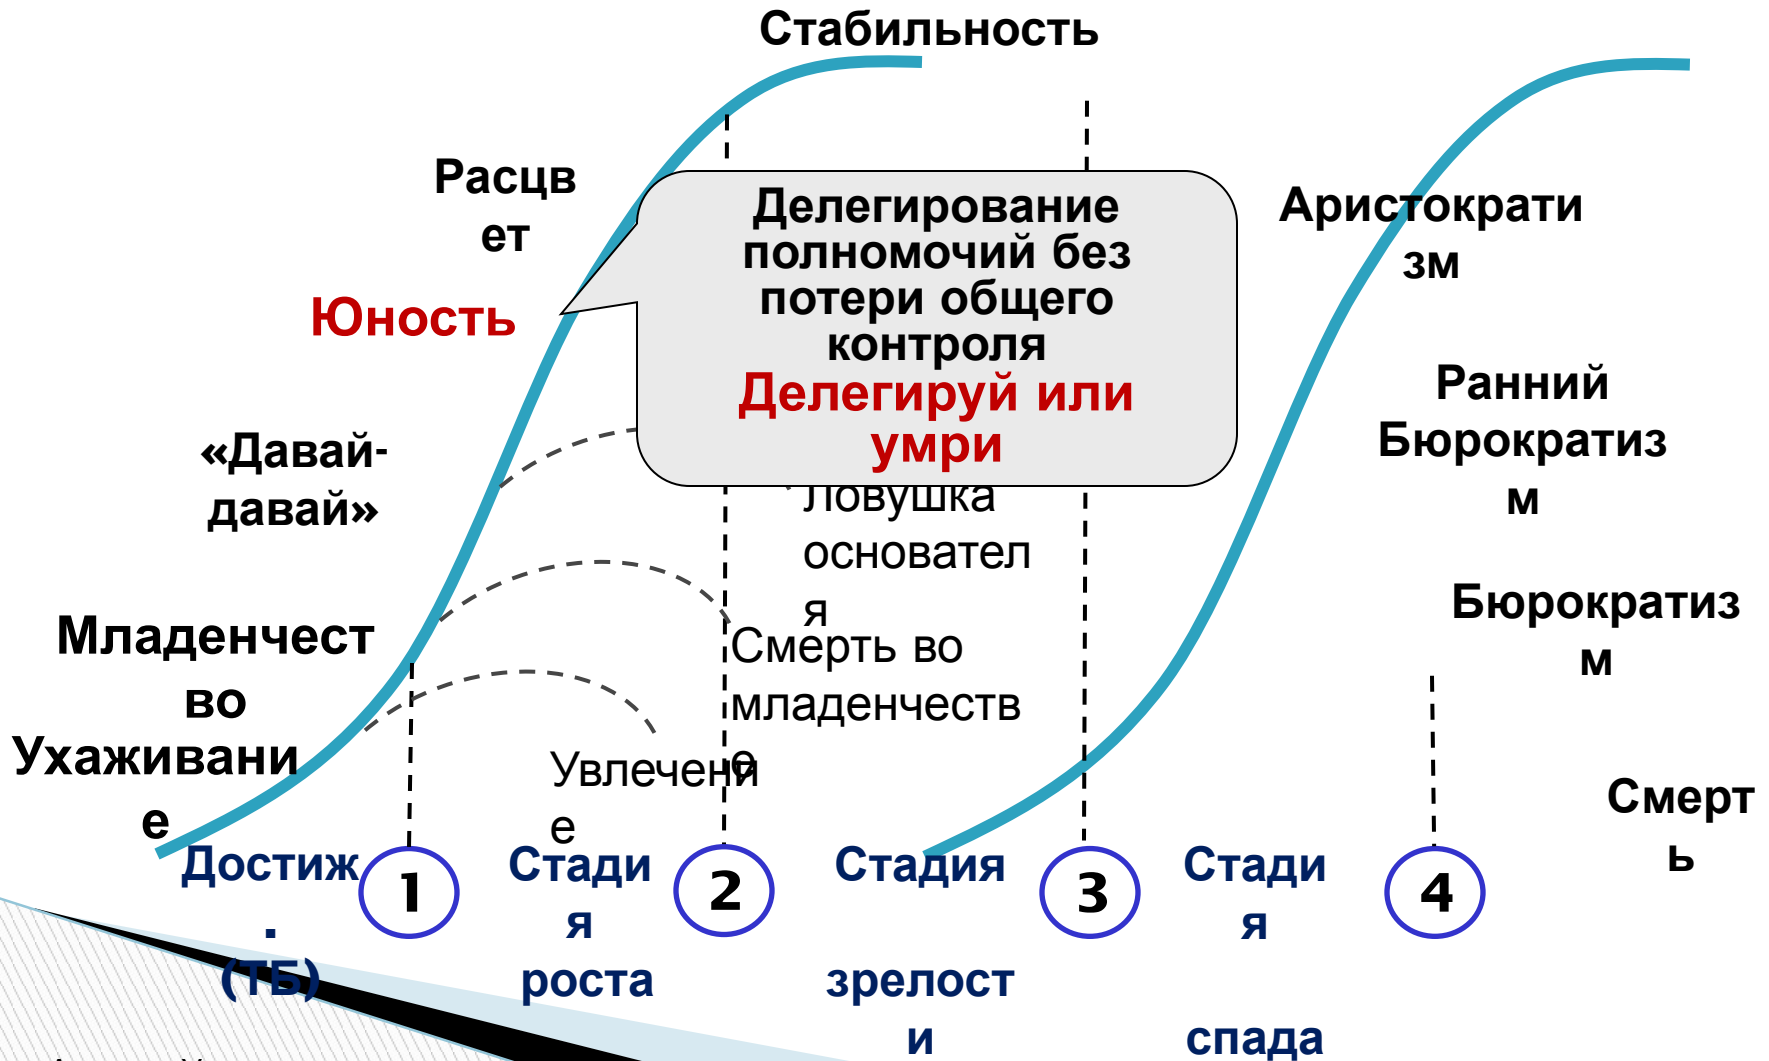 Стабильность
Расцв
ет
Юность
«Давай-
давай»
Младенчест
во
Ухаживани
е
Делегирование
полномочий без
потери общего
контроля
Делегируй или
умри
Ловушка
основател
я
Смерть во
младенчеств
е
Увлечени
е
Аристократи
зм
Ранний
Бюрократиз
м
Бюрократиз
м
Смерт
ь
Достиж
.
(ТБ)
1
Стади
я
роста
2
Стадия
зрелост
и
3
Стади
я
спада
4